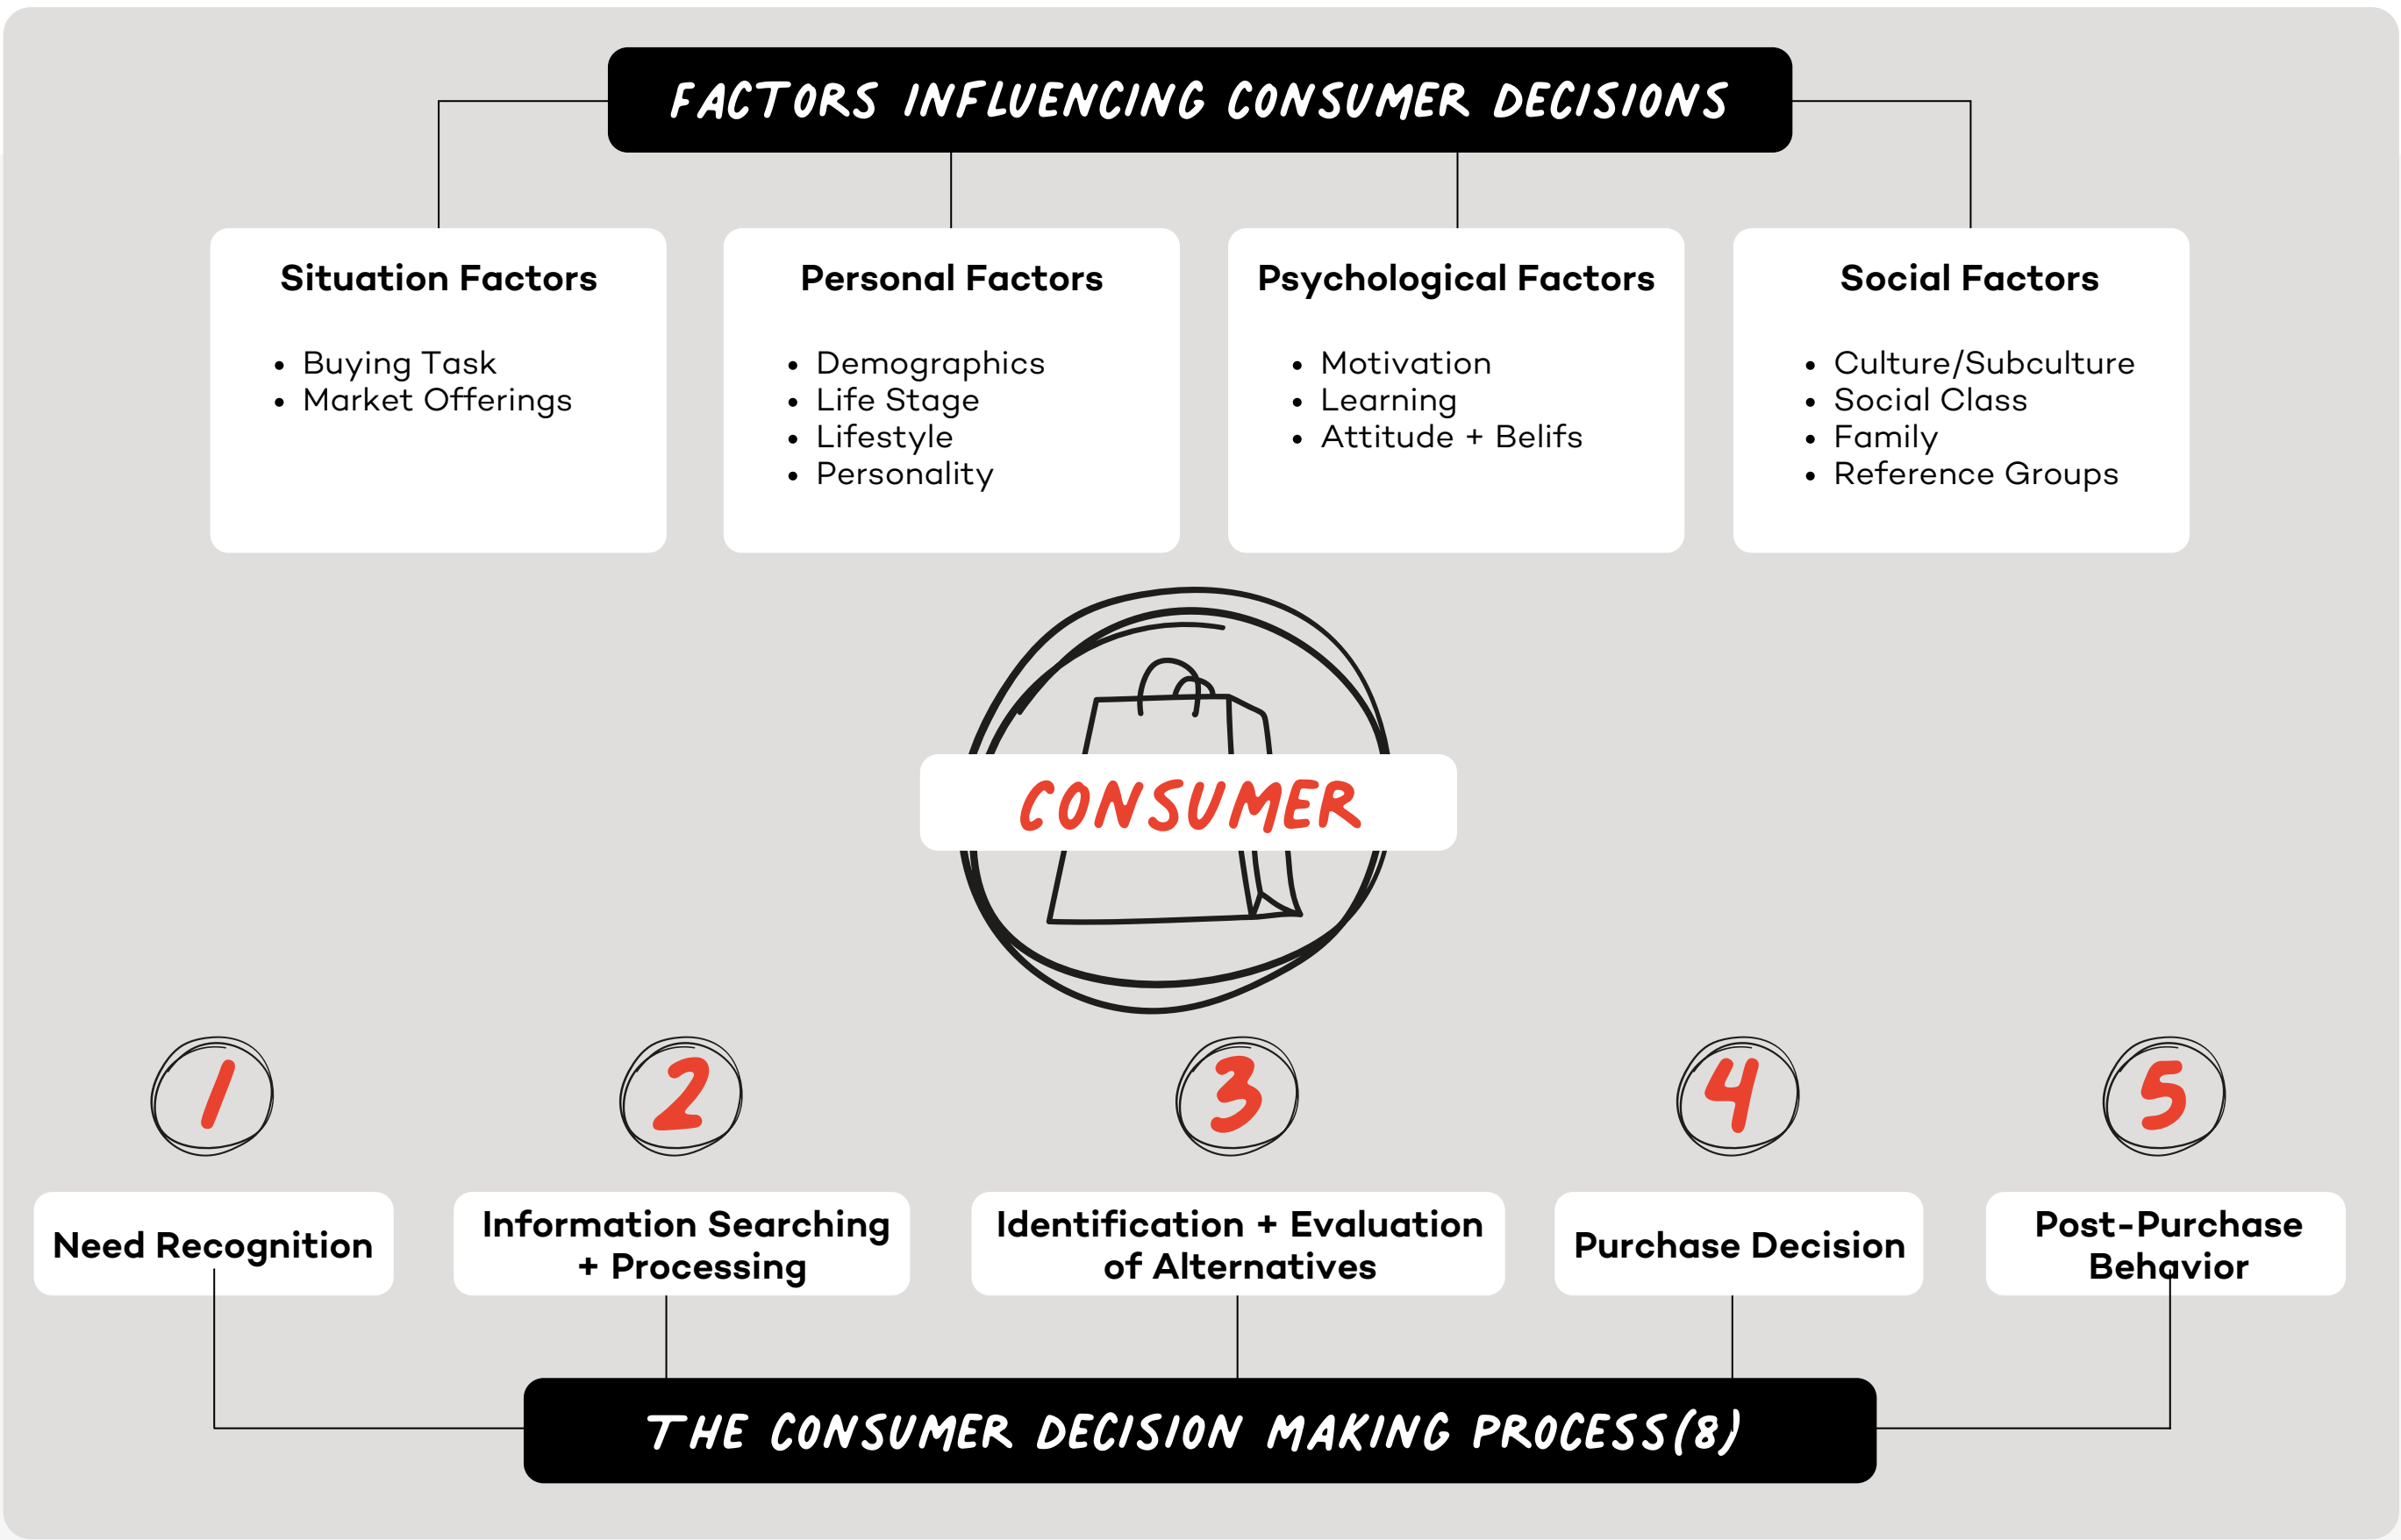 FACTORS INFLUENCING CONSUMER DECISIONS
Situation Factors
• Buying Task
• Market Offerings
Personal Factors
• Demographics
• Life Stage
• Lifestyle
• Personality
Psychological Factors
• Motivation
• Learning
• Attitude + Belifs
Social Factors
• Culture/Subculture
• Social Class
• Family
• Reference Groups
CONSUMER
1
Need Recognition
2
Information Searching
+ Processing
3
Identification + Evaluation
of Alternatives
4
Purchase Decision
5
Post-Purchase
Behavior
THE CONSUMER DECISION MAKING PROCESS(8)